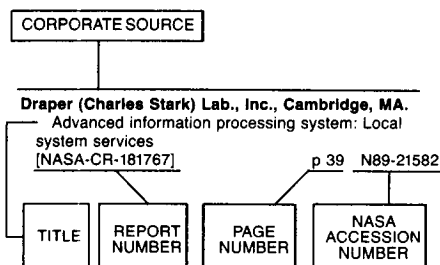 CORPORATE SOURCE
Draper (Charles Stark) Lab., Inc., Cambridge, MA.
Advanced information processing system: Local
system services
[NASA-CR-181767] p 39 N89-21582
TITLE
REPORT
NUMBER
PAGE
NUMBER
NASA
ACCESSION
NUMBER